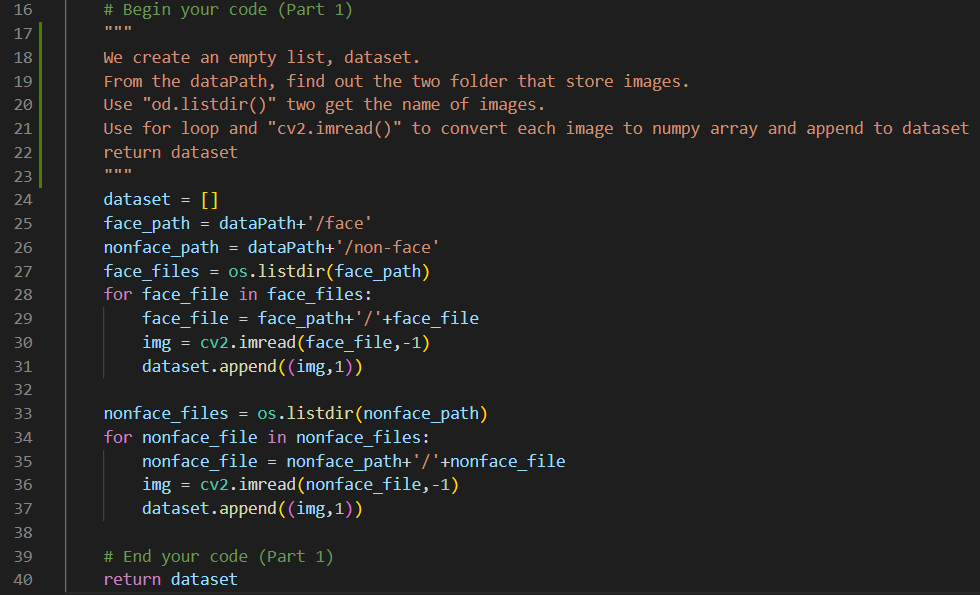 16 # Begin your code (Part 1)
17 """
18 We create an empty list, dataset.
19 From the dataPath, find out the two folder that store images.
20 Use "od.listdir()" two get the name of images.
21 Use for loop and "cv2.imread()" to convert each image to numpy array and append to dataset
22 return dataset
23 """
24 dataset = []
25 face_path = dataPath+'/face'
26 nonface_path = dataPath+'/non-face'
27 face_files = os.listdir(face_path)
28 for face_file in face_files:
29     face_file = face_path+'/'+face_file
30     img = cv2.imread(face_file,-1)
31     dataset.append((img,1))
32
33 nonface_files = os.listdir(nonface_path)
34 for nonface_file in nonface_files:
35     nonface_file = nonface_path+'/'+nonface_file
36     img = cv2.imread(nonface_file,-1)
37     dataset.append((img,1))
38
39 # End your code (Part 1)
40 return dataset